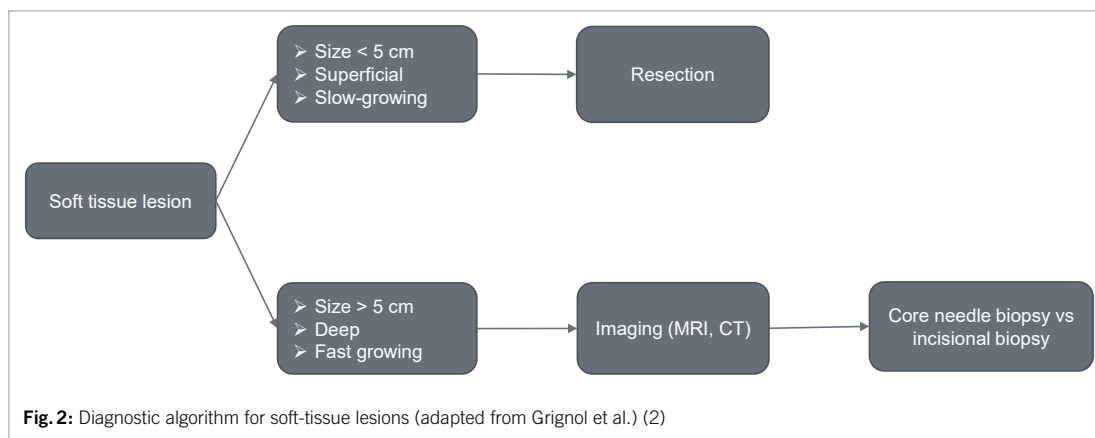 ➢ Size < 5 cm
➢ Superficial
➢ Slow-growing
Resection
Soft tissue lesion
➢ Size > 5 cm
➢ Deep
➢ Fast growing
Imaging (MRI, CT)
Core needle biopsy vs
incisional biopsy
Fig. 2: Diagnostic algorithm for soft-tissue lesions (adapted from Grignol et al.) (2)